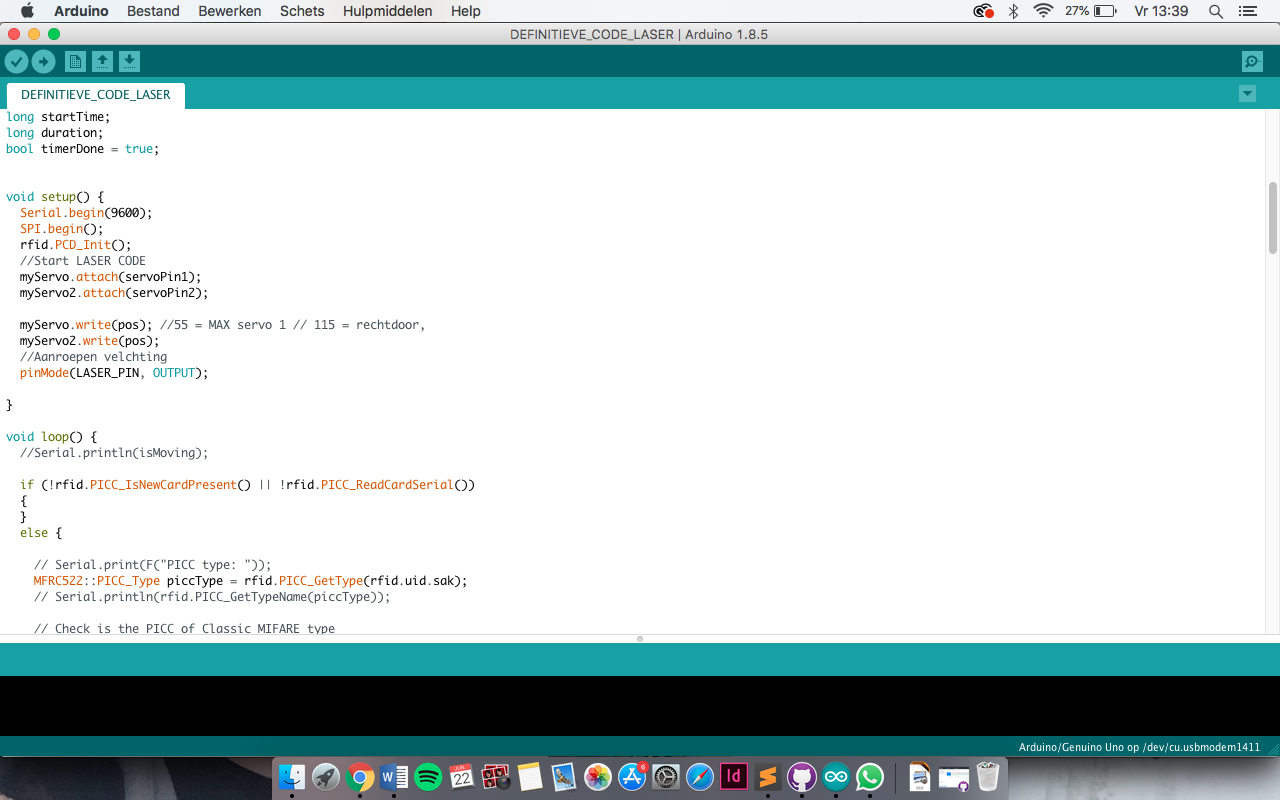 Arduino Bestand Bewerken Schets Hulpmiddelen Help 27% Vr 13:39
DEFINITIEVE_CODE_LASER | Arduino 1.8.5
DEFINITIEVE_CODE_LASER
long startTime;
long duration;
bool timerDone = true;
void setup() {
Serial.begin(9600);
SPI.begin();
rfid.PCD_Init();
//Start LASER CODE
myServo.attach(servoPin1);
myServo2.attach(servoPin2);
myServo.write(pos); //55 = MAX servo 1 // 115 = rechtdoor,
myServo2.write(pos);
//Aanroepen velchting
pinMode(LASER_PIN, OUTPUT);
}
void loop() {
//Serial.println(isMoving);
if (!rfid.PICC_IsNewCardPresent() || !rfid.PICC_ReadCardSerial())
{
}
else {
// Serial.print(F("PICC type: "));
MFRC522::PICC_Type piccType = rfid.PICC_GetType(rfid.uid.sak);
// Serial.println(rfid.PICC_GetTypeName(piccType));
// Check is the PICC of Classic MIFARE type
Arduino/Genuino Uno op /dev/cu.usbmodem1411
W
JUN
22
6
Id
PDF